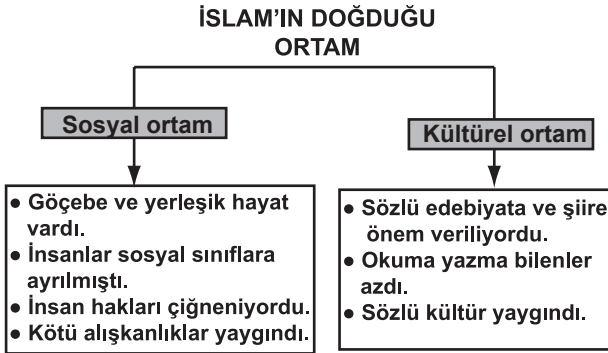 İSLAM'IN DOĞDUĞU
ORTAM
Sosyal ortam
● Göçebe ve yerleşik hayat
vardı.
● İnsanlar sosyal sınıflara
ayrılmıştı.
● İnsan hakları çiğneniyordu.
● Kötü alışkanlıklar yaygındı.
Kültürel ortam
● Sözlü edebiyata ve şiire
önem veriliyordu.
● Okuma yazma bilenler
azdı.
● Sözlü kültür yaygındı.